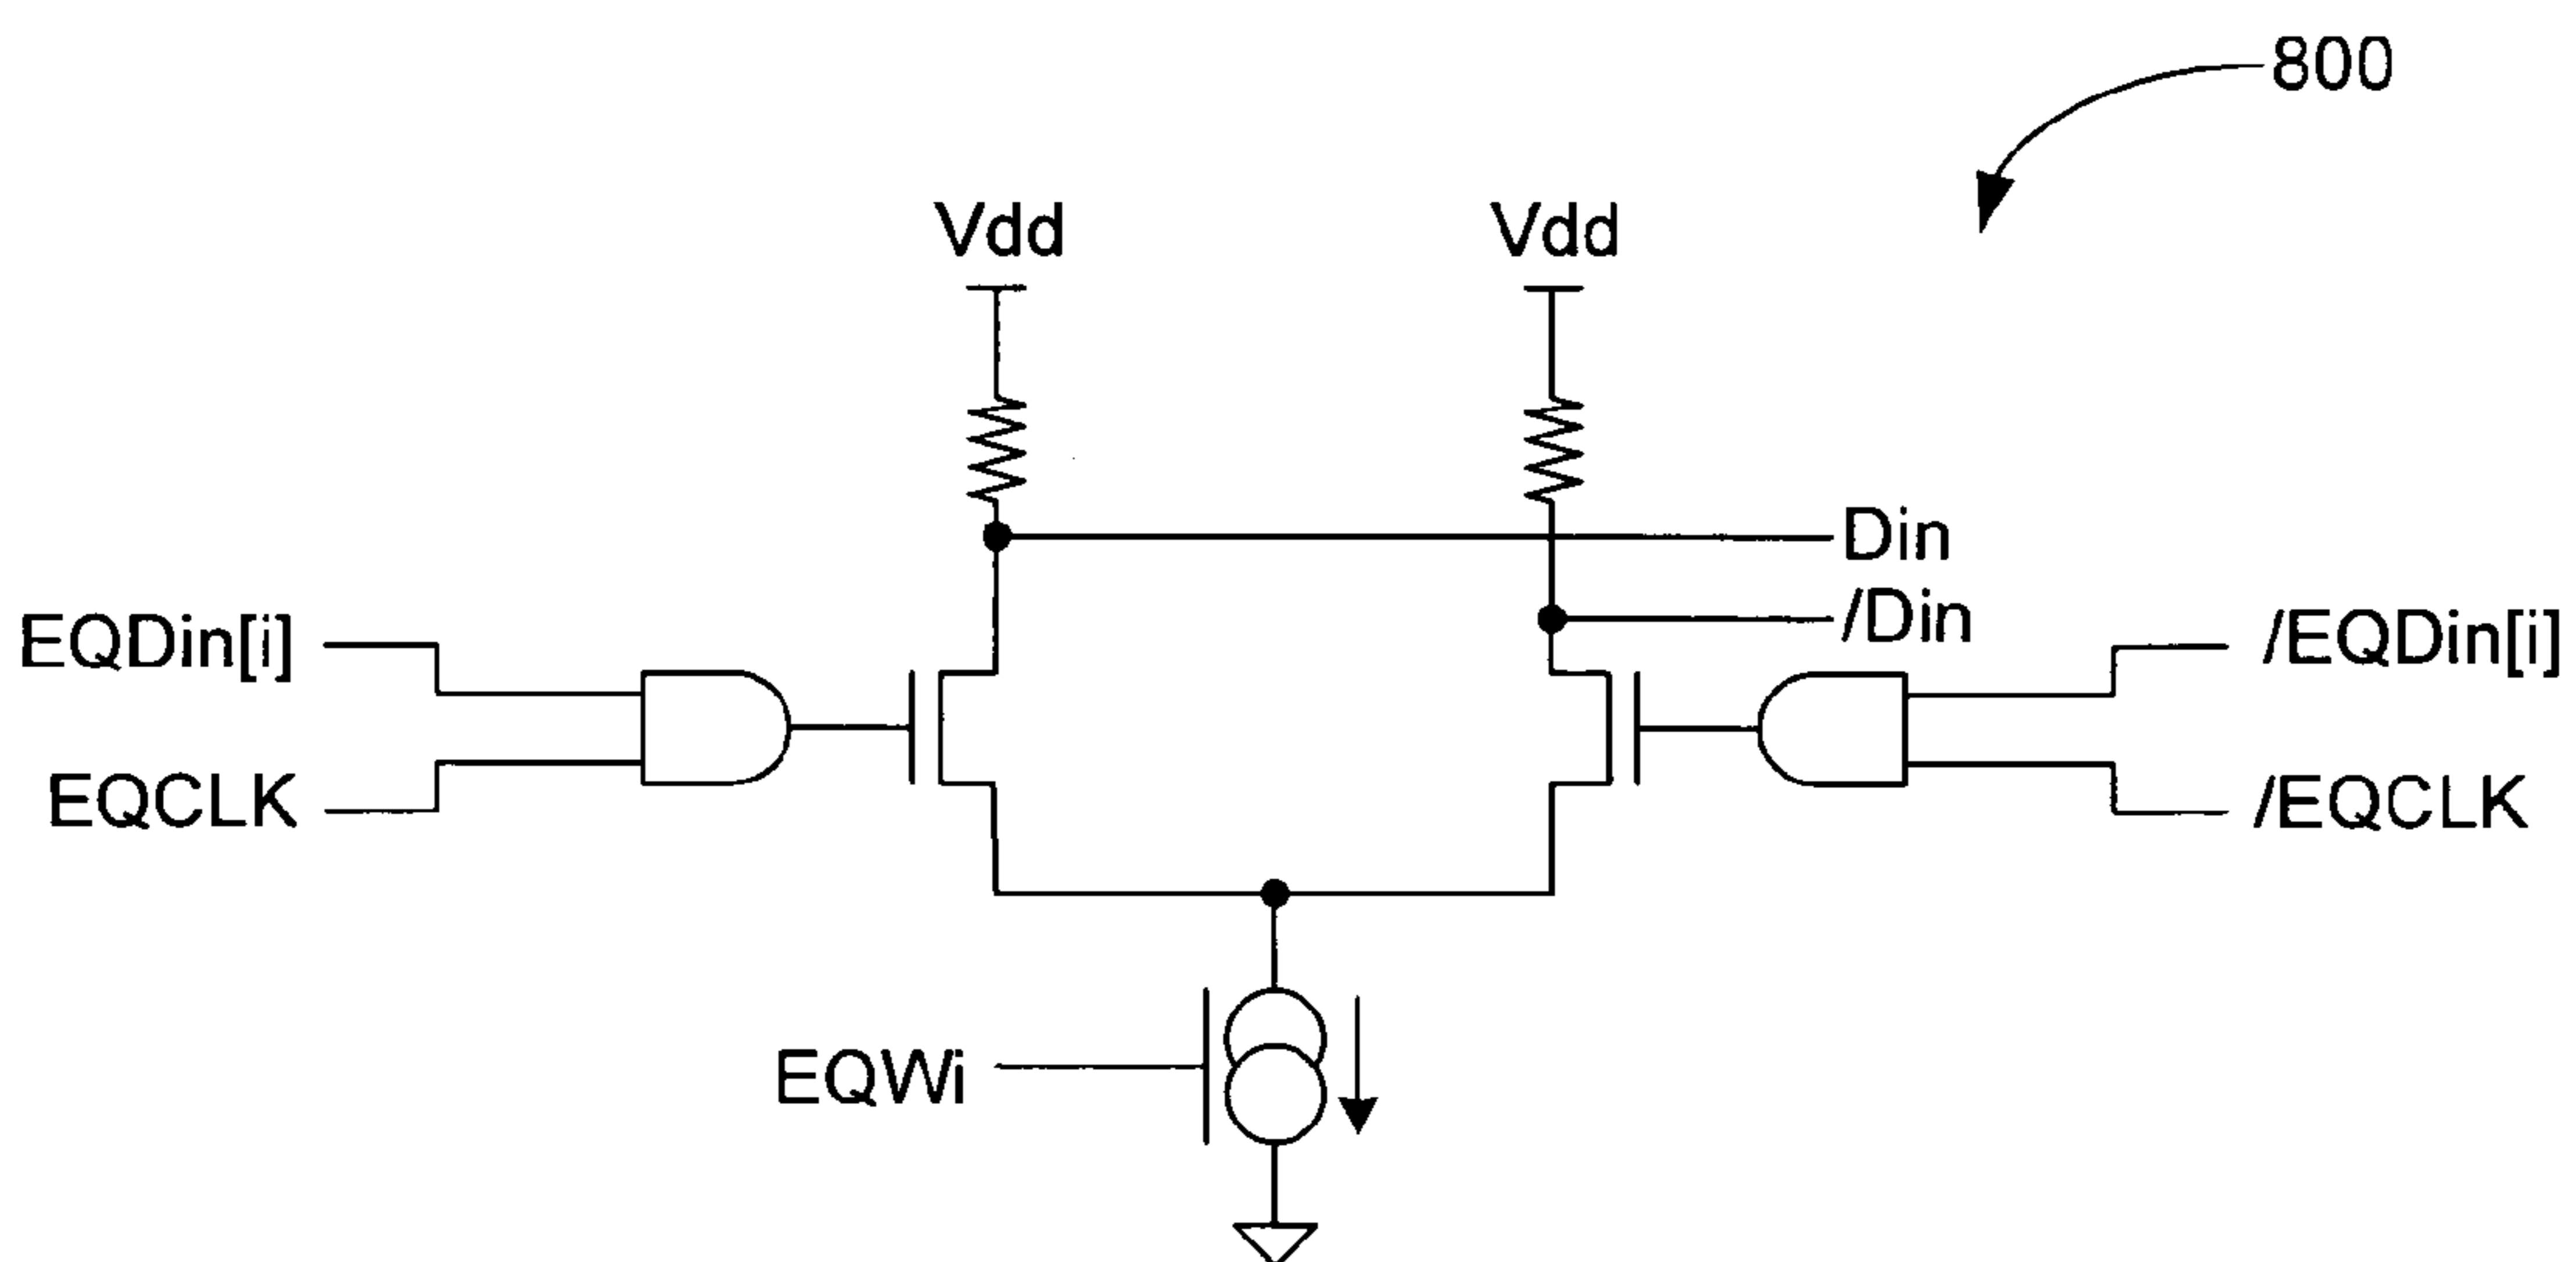 800
Vdd
Vdd
Din
/Din
EQDin[i]
/EQDin[i]
EQCLK
/EQCLK
EQWi